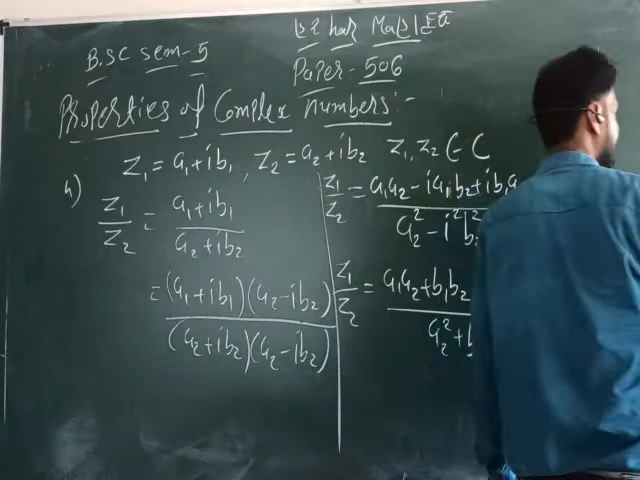 B.SC sem-5
Paper-506
Properties of Complex numbers:-
Z₁ = a₁+ib₁, Z₂ = a₂+ib₂ Z₁, Z₂ ∈ C
Z₁/Z₂ = (a₁+ib₁)/(a₂+ib₂)
= (a₁+ib₁)(a₂-ib₂)/(a₂+ib₂)(a₂-ib₂)
Z₁/Z₂ = a₁a₂-ia₁b₂+ib₁a / a₂²-i²b₂
Z₁/Z₂ = a₁a₂+b₁b₂ / a₂²+b